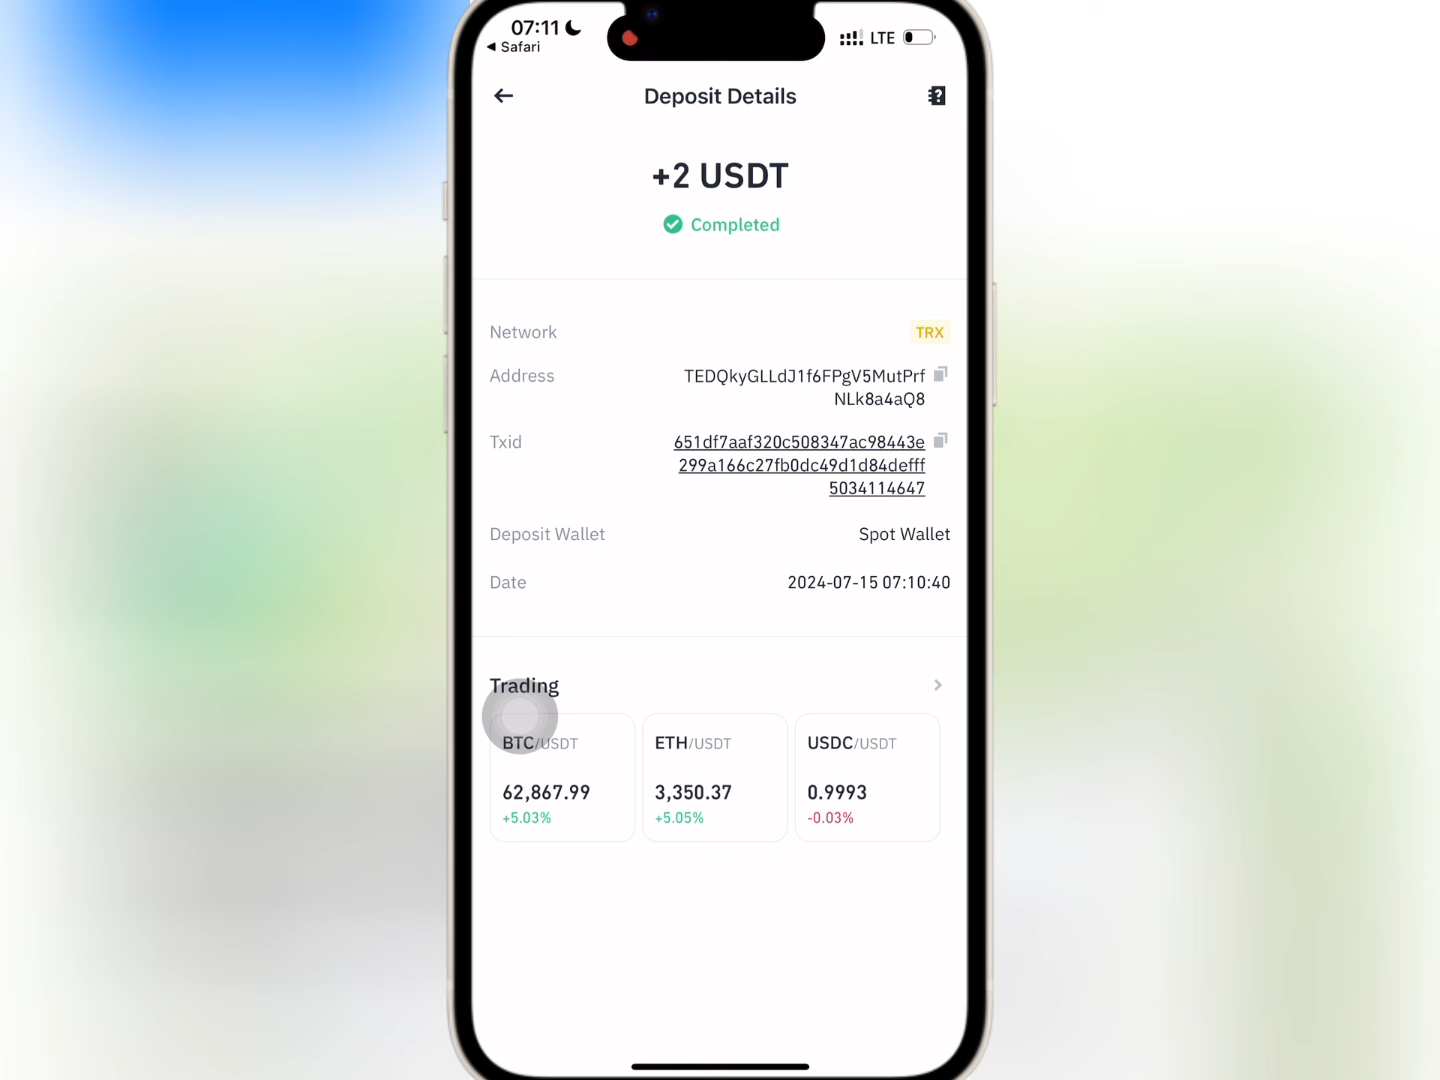 07:11
◀ Safari
LTE
Deposit Details
+2 USDT
Completed
Network
TRX
Address
TEDQkyGLLdJ1f6FPgV5MutPrf
NLk8a4aQ8
Txid
651df7aaf320c508347ac98443e
299a166c27fb0dc49d1d84defff
5034114647
Deposit Wallet
Spot Wallet
Date
2024-07-15 07:10:40
Trading
BTC/USDT
62,867.99
+5.03%
ETH/USDT
3,350.37
+5.05%
USDC/USDT
0.9993
-0.03%